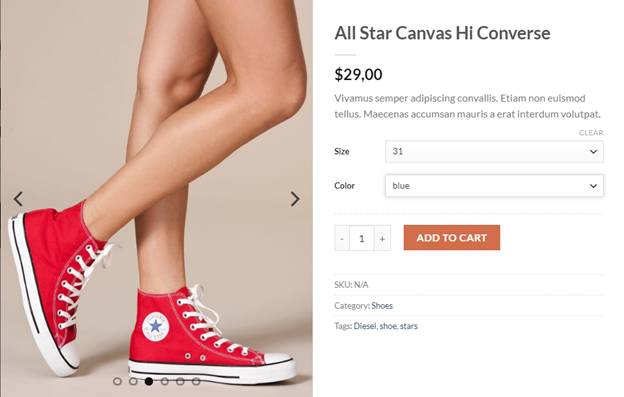 All Star Canvas Hi Converse
$29,00
Vivamus semper adipiscing convallis. Etiam non euismod
tellus. Maecenas accumsan mauris a erat interdum volutpat.
CLEAR
Size 31
Color blue
- 1 +
ADD TO CART
SKU: N/A
Category: Shoes
Tags: Diesel, shoe, stars